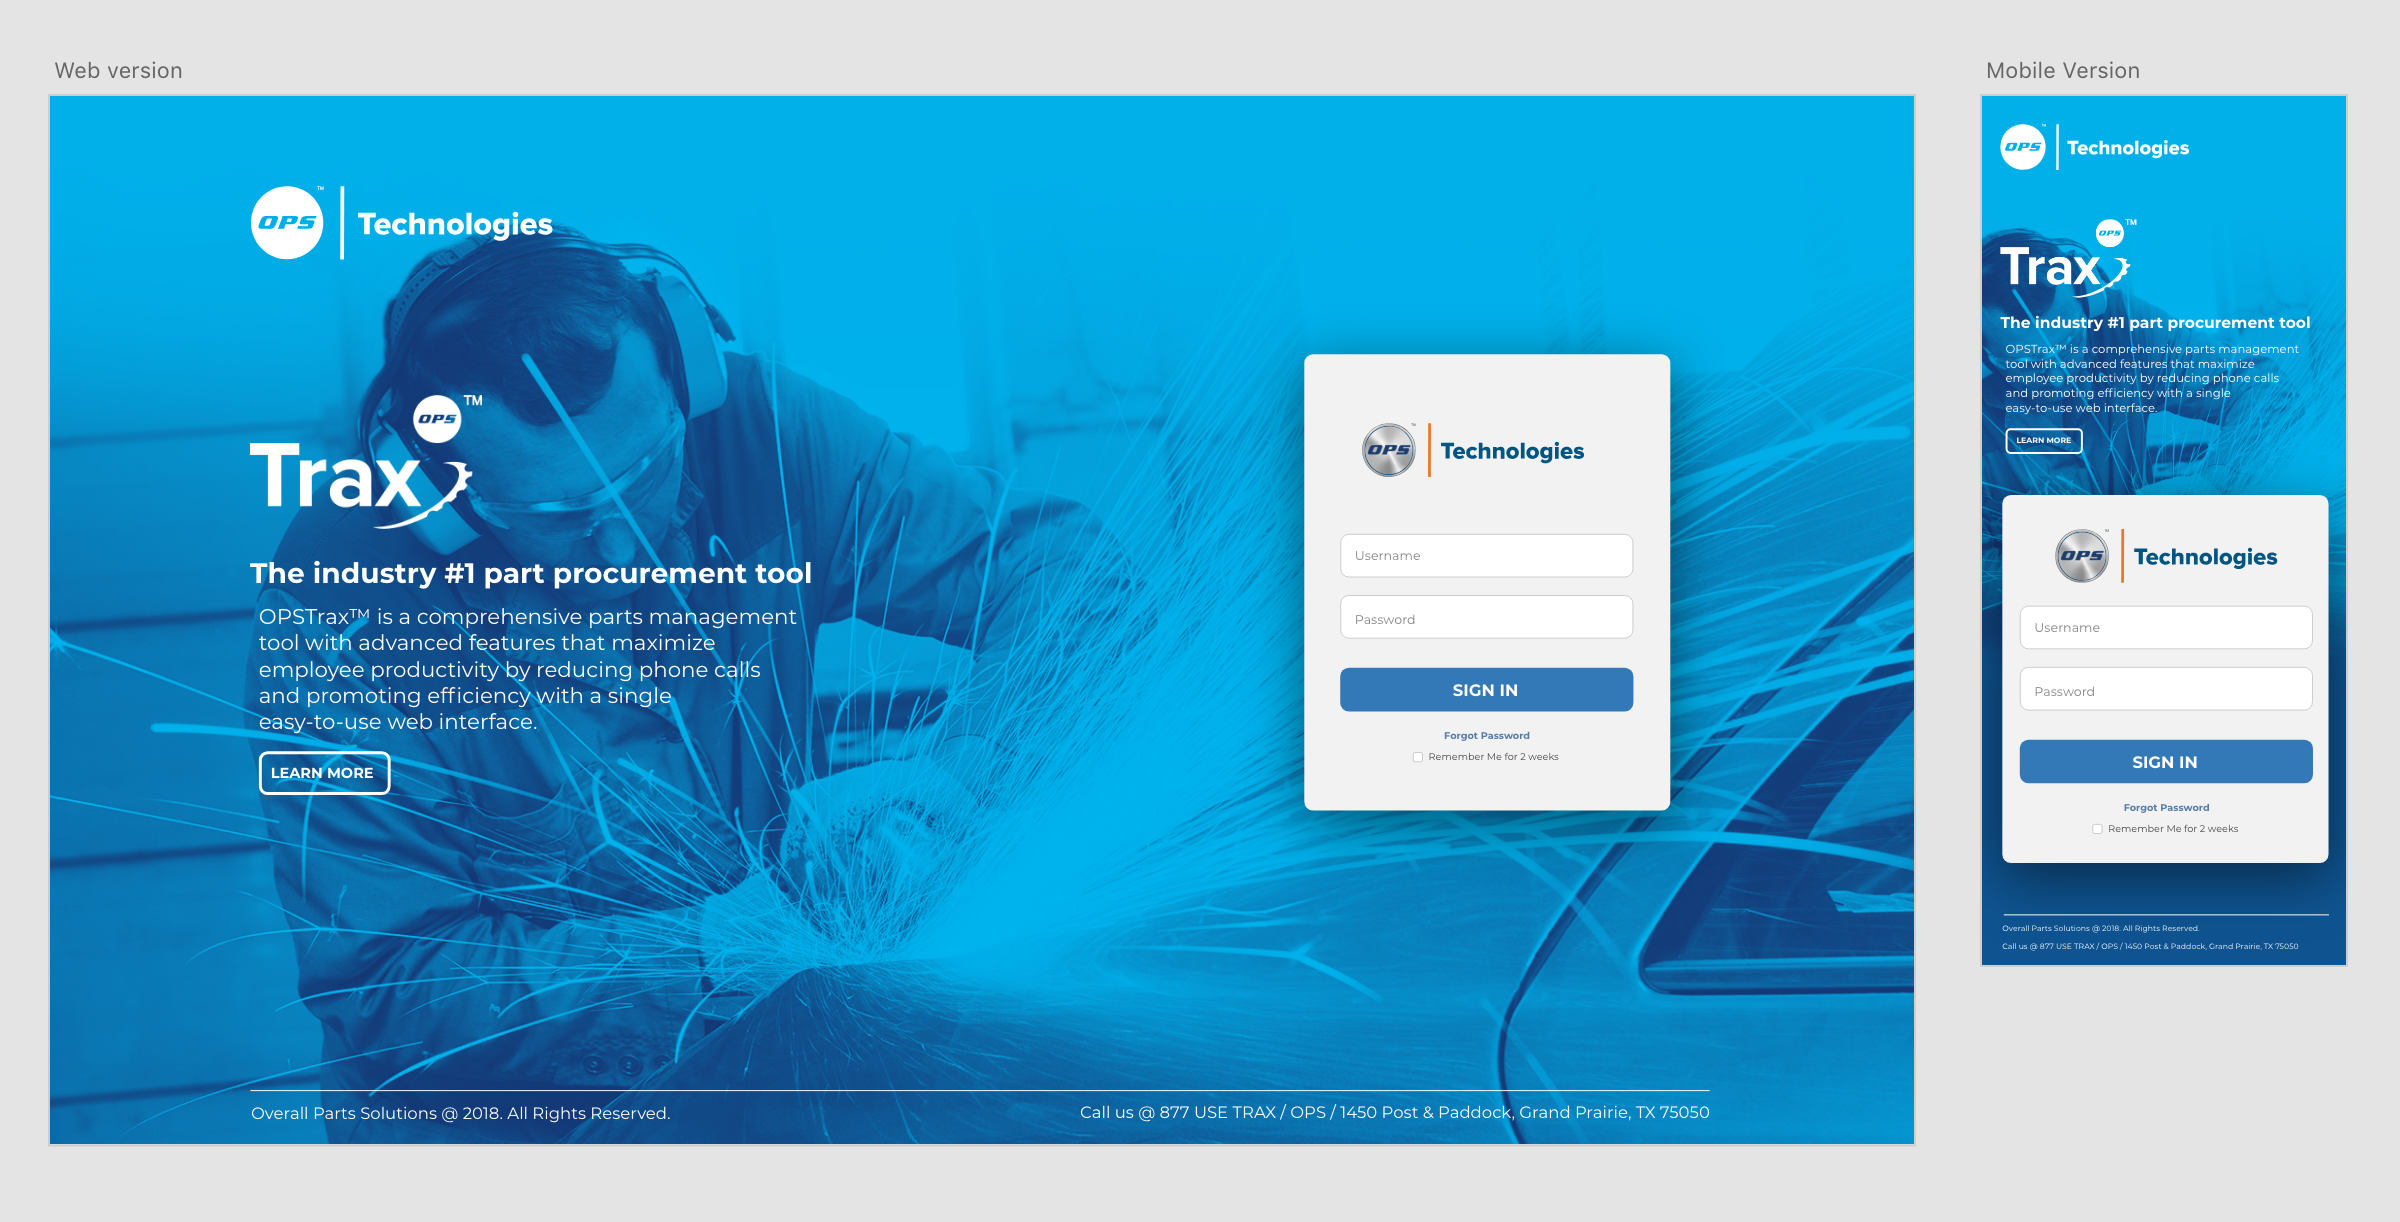 Web version
OPS™ Technologies
OPS™
Trax
The industry #1 part procurement tool
OPSTrax™ is a comprehensive parts management
tool with advanced features that maximize
employee productivity by reducing phone calls
and promoting efficiency with a single
easy-to-use web interface.
LEARN MORE
OPS™ Technologies
Username
Password
SIGN IN
Forgot Password
Remember Me for 2 weeks
Overall Parts Solutions @ 2018. All Rights Reserved.
Call us @ 877 USE TRAX / OPS / 1450 Post & Paddock, Grand Prairie, TX 75050
Mobile Version
OPS™ Technologies
OPS™
Trax
The industry #1 part procurement tool
OPSTrax™ is a comprehensive parts management
tool with advanced features that maximize
employee productivity by reducing phone calls
and promoting efficiency with a single
easy-to-use web interface.
LEARN MORE
OPS™ Technologies
Username
Password
SIGN IN
Forgot Password
Remember Me for 2 weeks
Overall Parts Solutions @ 2018. All Rights Reserved.
Call us @ 877 USE TRAX / OPS / 1450 Post & Paddock, Grand Prairie, TX 75050